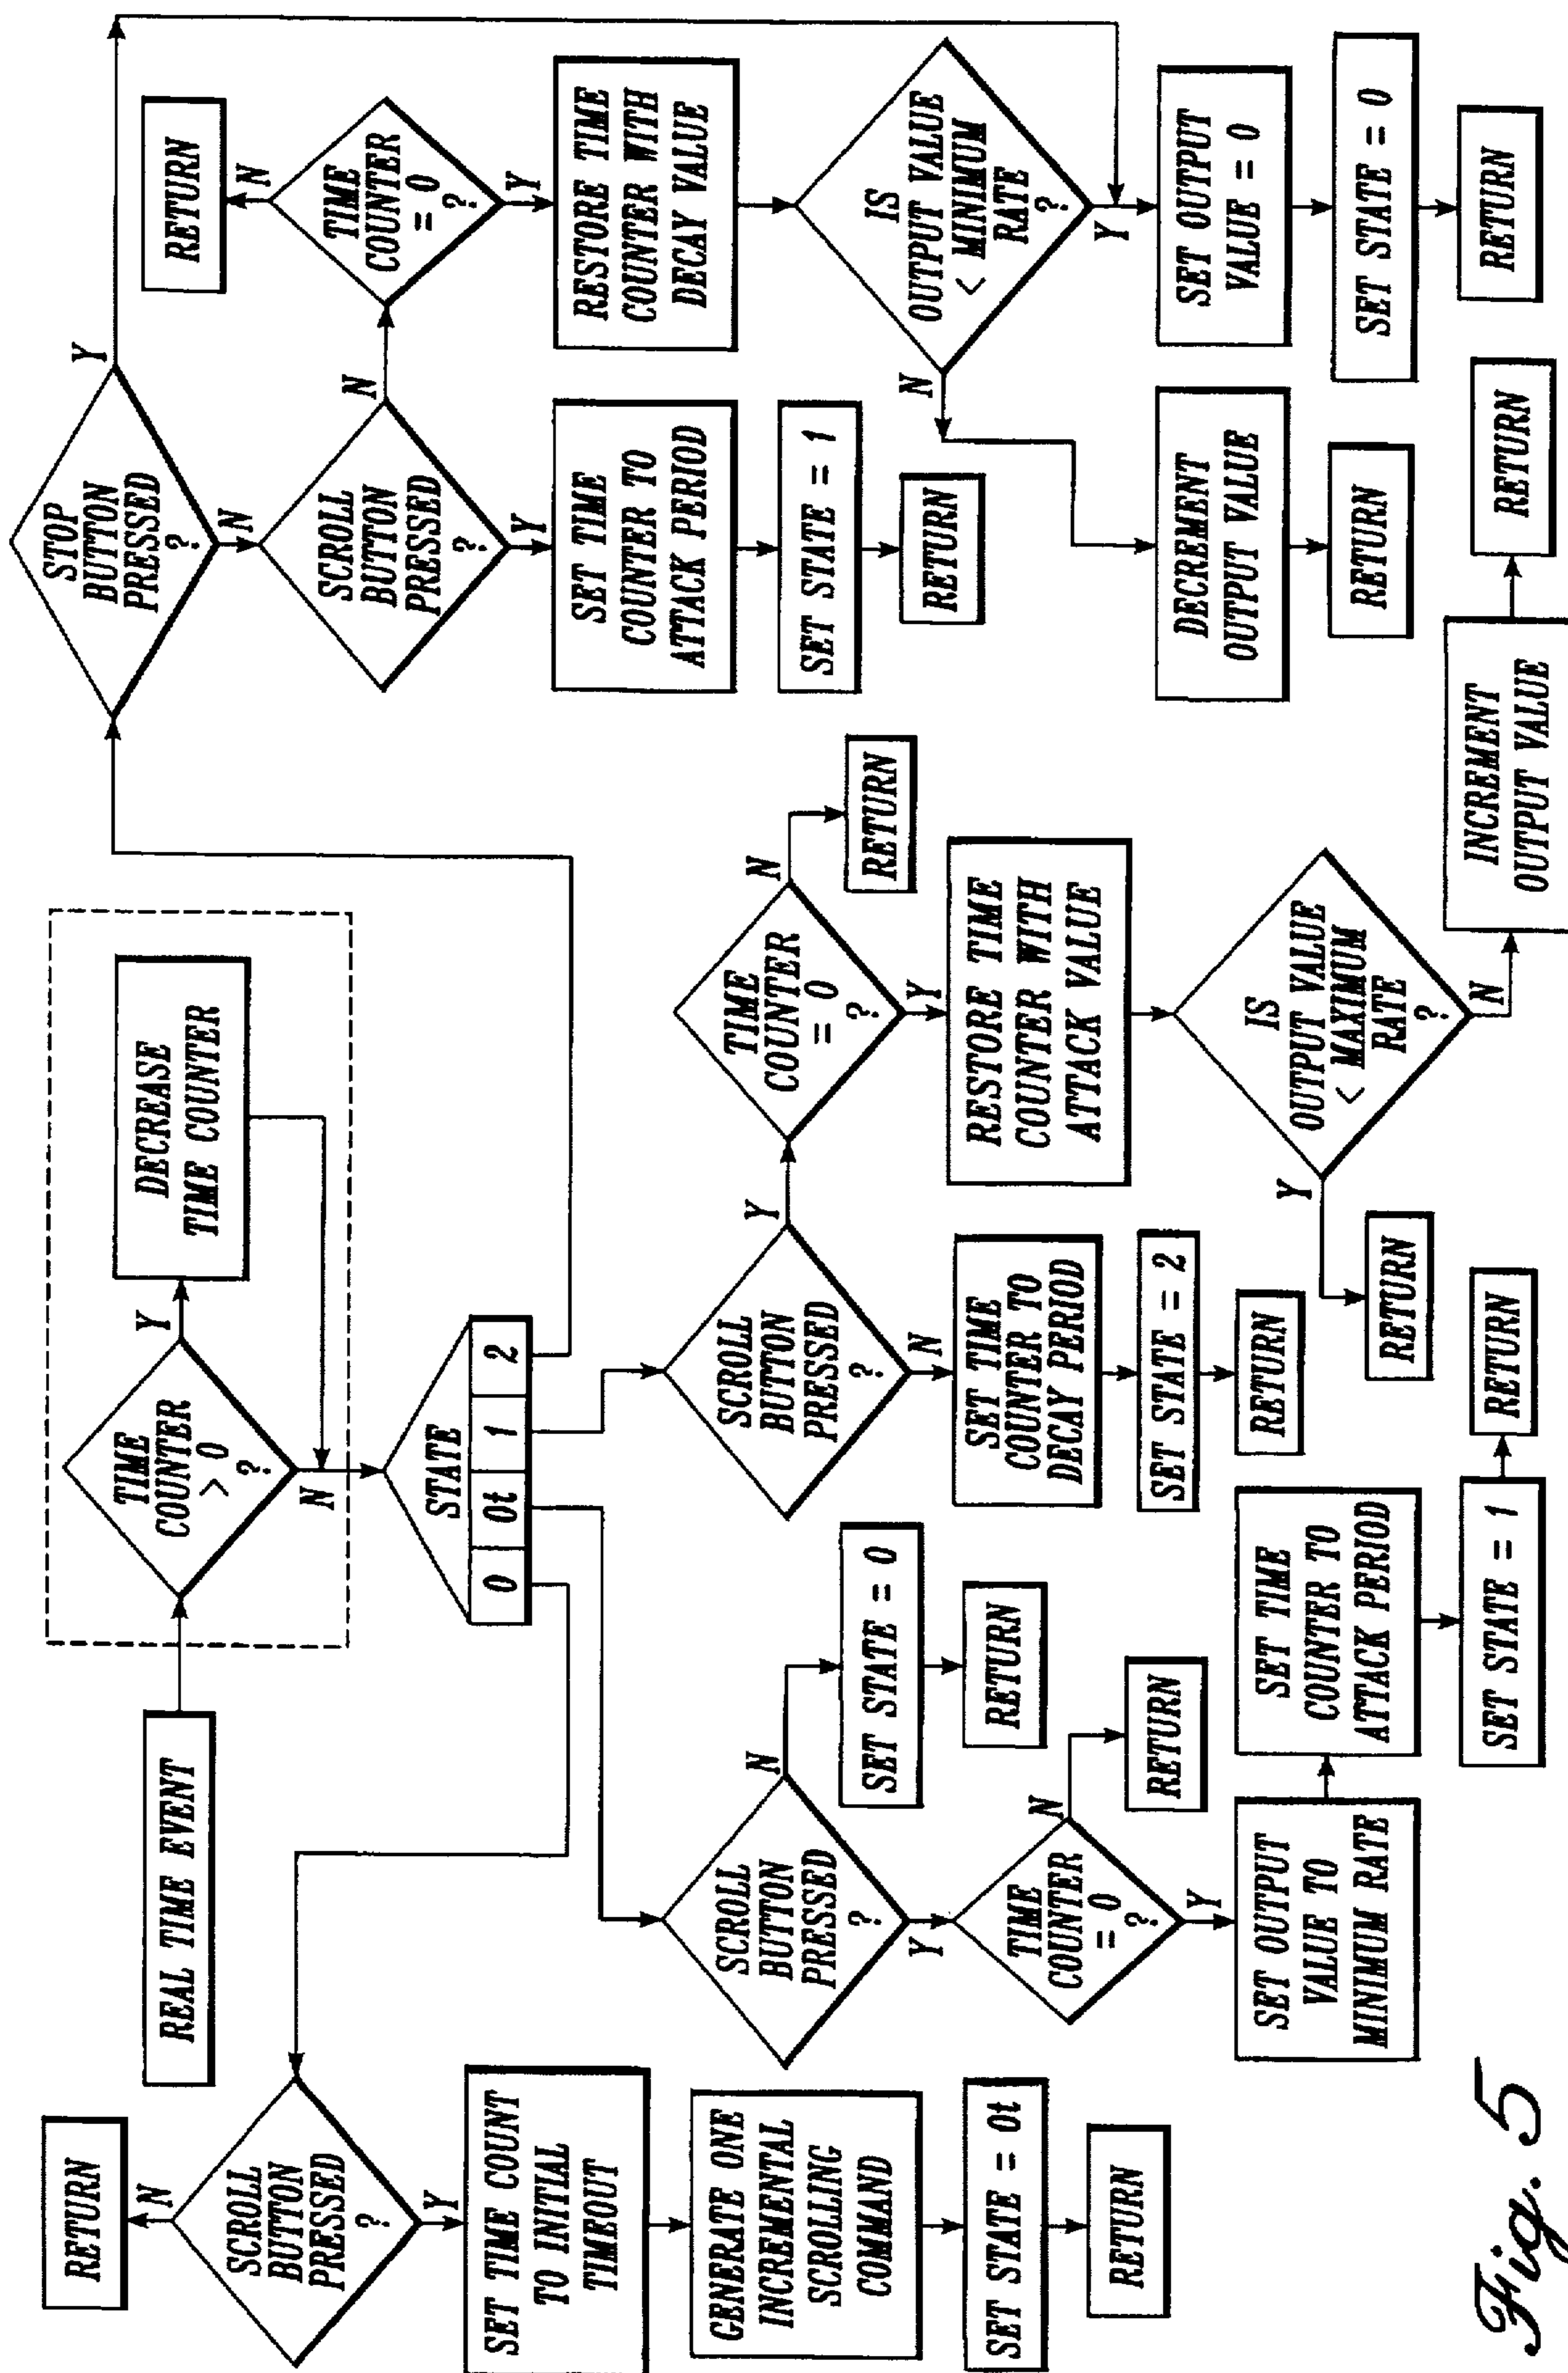 REAL TIME EVENT
TIME
COUNTER
> 0
?
Y
N
DECREASE
TIME COUNTER
STATE
0
0t
1
2
RETURN
N
SCROLL
BUTTON
PRESSED
?
Y
SET TIME COUNT
TO INITIAL
TIMEOUT
GENERATE ONE
INCREMENTAL
SCROLLING
COMMAND
SET STATE = 0t
RETURN
SCROLL
BUTTON
PRESSED
?
N
Y
SET STATE = 0
RETURN
TIME
COUNTER
= 0
?
N
Y
RETURN
SET OUTPUT
VALUE TO
MINIMUM RATE
SET TIME
COUNTER TO
ATTACK PERIOD
SET STATE = 1
RETURN
SCROLL
BUTTON
PRESSED
?
Y
N
SET TIME
COUNTER TO
DECAY PERIOD
SET STATE = 2
RETURN
TIME
COUNTER
= 0
?
N
Y
RETURN
RESTORE TIME
COUNTER WITH
ATTACK VALUE
IS
OUTPUT VALUE
< MAXIMUM
RATE
?
Y
N
RETURN
INCREMENT
OUTPUT VALUE
RETURN
STOP
BUTTON
PRESSED
?
Y
N
SCROLL
BUTTON
PRESSED
?
N
Y
SET TIME
COUNTER TO
ATTACK PERIOD
SET STATE = 1
RETURN
RETURN
N
TIME
COUNTER
= 0
?
Y
RESTORE TIME
COUNTER WITH
DECAY VALUE
IS
OUTPUT VALUE
< MINIMUM
RATE
?
N
Y
DECREMENT
OUTPUT VALUE
RETURN
SET OUTPUT
VALUE = 0
SET STATE = 0
RETURN
Fig. 5